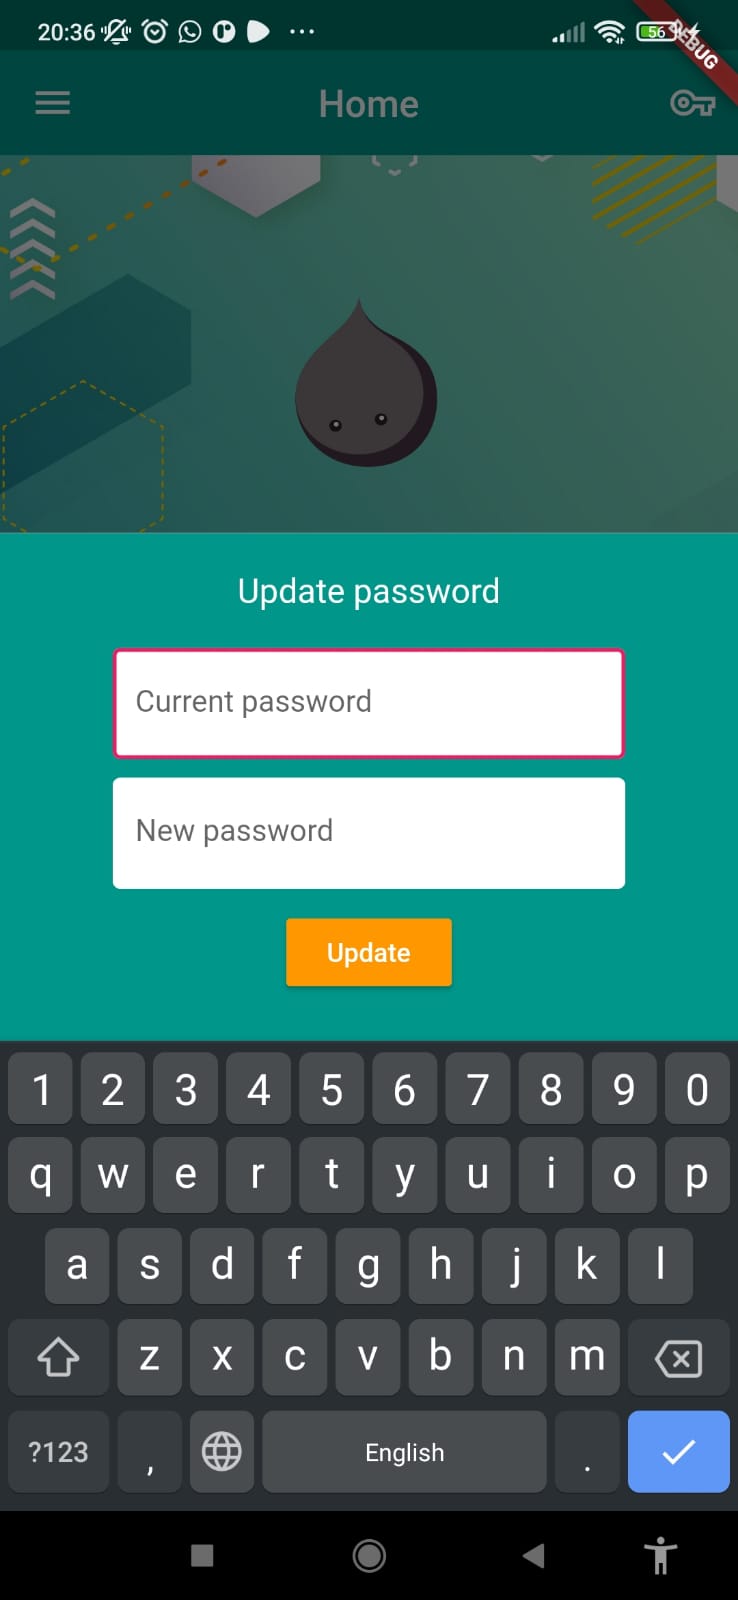 20:36
56
DEBUG
Home
Update password
Current password
New password
Update
1 2 3 4 5 6 7 8 9 0
q w e r t y u i o p
a s d f g h j k l
z x c v b n m
?123 , English .